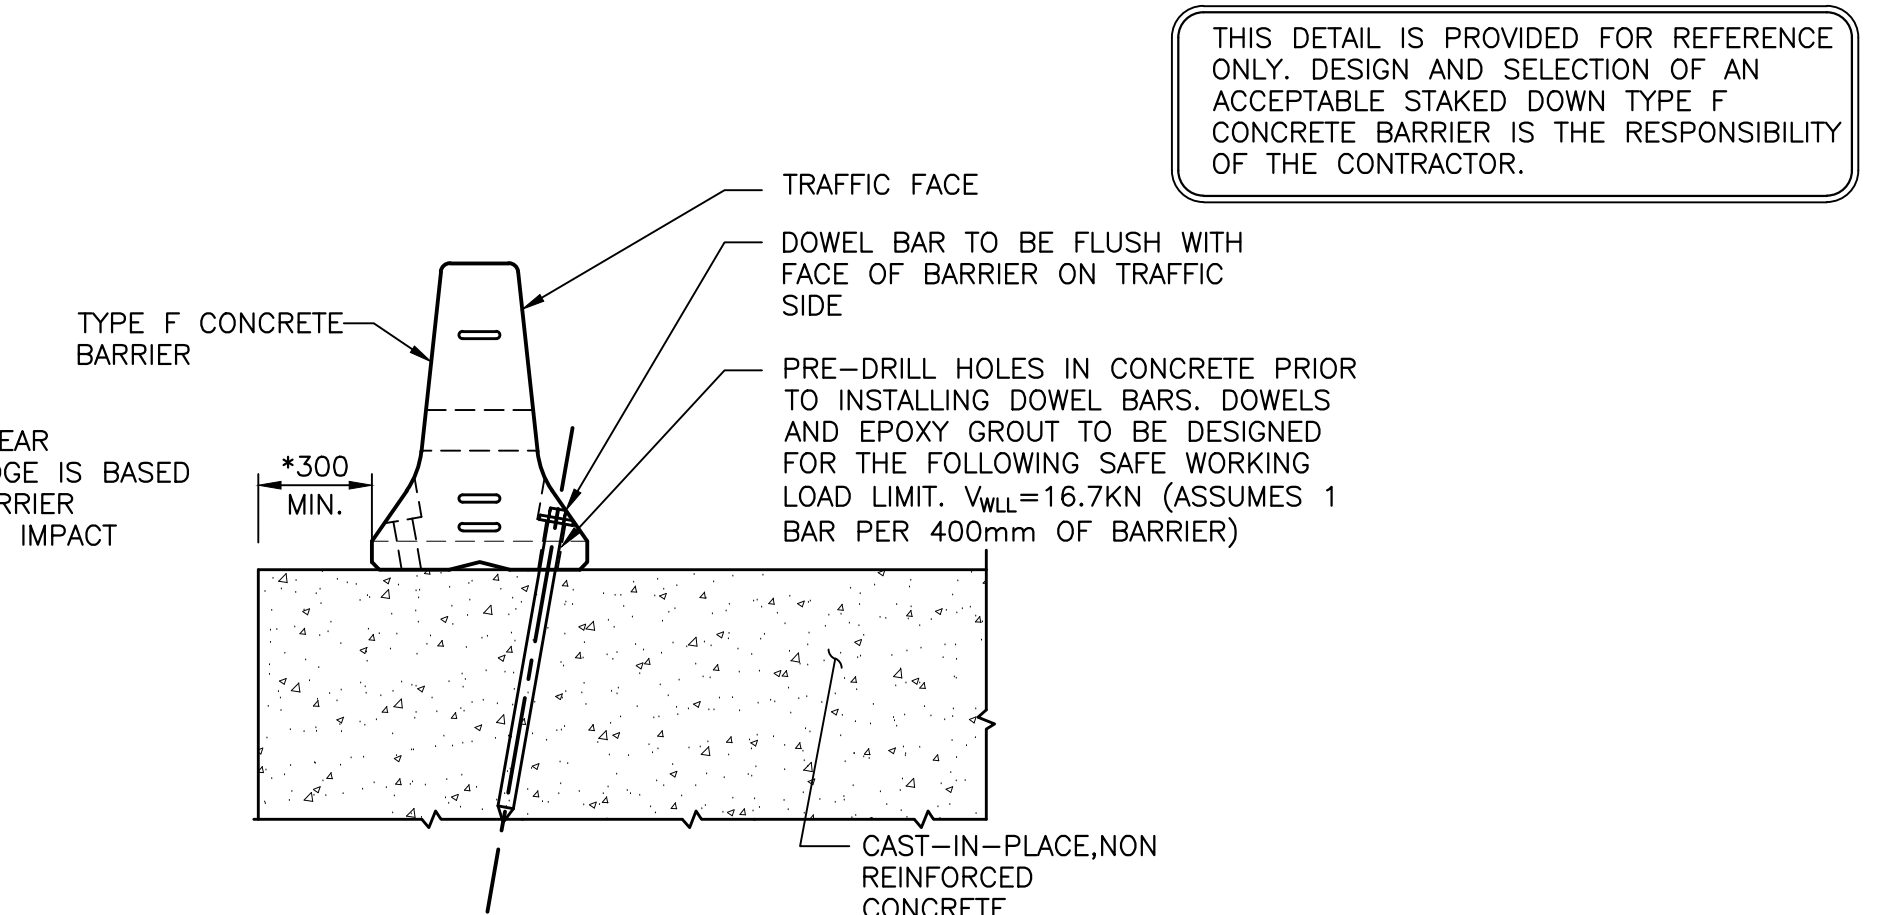 THIS DETAIL IS PROVIDED FOR REFERENCE
ONLY. DESIGN AND SELECTION OF AN
ACCEPTABLE STAKED DOWN TYPE F
CONCRETE BARRIER IS THE RESPONSIBILITY
OF THE CONTRACTOR.
TRAFFIC FACE
DOWEL BAR TO BE FLUSH WITH
FACE OF BARRIER ON TRAFFIC
SIDE
TYPE F CONCRETE
BARRIER
PRE-DRILL HOLES IN CONCRETE PRIOR
TO INSTALLING DOWEL BARS. DOWELS
AND EPOXY GROUT TO BE DESIGNED
FOR THE FOLLOWING SAFE WORKING
LOAD LIMIT. VWLL=16.7KN (ASSUMES 1
BAR PER 400mm OF BARRIER)
EAR
DGE IS BASED
RRIER
IMPACT
*300
MIN.
CAST-IN-PLACE,NON
REINFORCED
CONCRETE